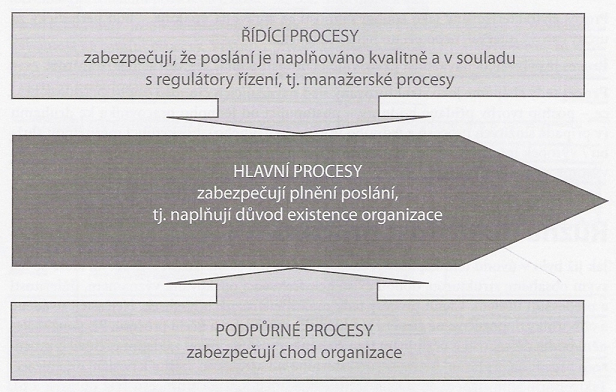 ŘÍDÍCÍ PROCESY
zabezpečují, že poslání je naplňováno kvalitně a v souladu
s regulátory řízení, tj. manažerské procesy
HLAVNÍ PROCESY
zabezpečují plnění poslání,
tj. naplňují důvod existence organizace
PODPŮRNÉ PROCESY
zabezpečují chod organizace